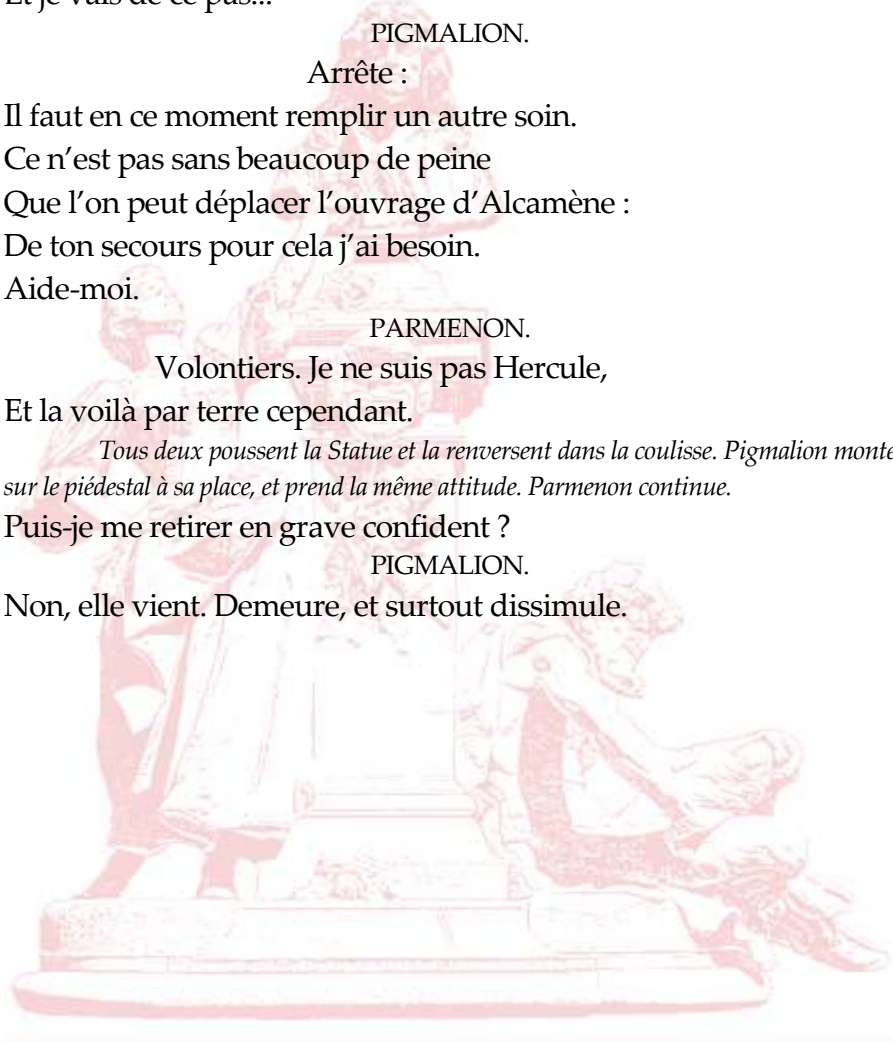 Et je vais de ce pas...
PIGMALION.
Arrête :
Il faut en ce moment remplir un autre soin.
Ce n’est pas sans beaucoup de peine
Que l’on peut déplacer l’ouvrage d’Alcamène :
De ton secours pour cela j’ai besoin.
Aide-moi.
PARMENON.
Volontiers. Je ne suis pas Hercule,
Et la voilà par terre cependant.
Tous deux poussent la Statue et la renversent dans la coulisse. Pigmalion monte
sur le piédestal à sa place, et prend la même attitude. Parmenon continue.
Puis-je me retirer en grave confident ?
PIGMALION.
Non, elle vient. Demeure, et surtout dissimule.